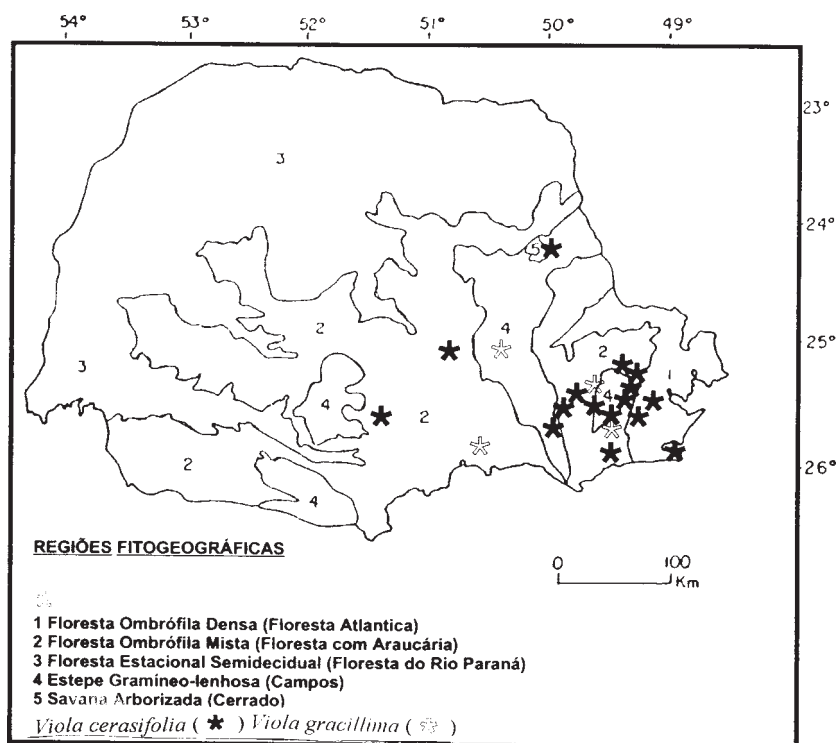 54° 53° 52° 51° 50° 49°
23°
3
24°
5
25°
2
4
2
1
3
4
4
2
26°
2
4
REGIÕES FITOGEOGRÁFICAS
0 100
Km
1 Floresta Ombrófila Densa (Floresta Atlantica)
2 Floresta Ombrófila Mista (Floresta com Araucária)
3 Floresta Estacional Semidecidual (Floresta do Rio Paraná)
4 Estepe Gramíneo-lenhosa (Campos)
5 Savana Arborizada (Cerrado)
Viola cerasifolia ( ) Viola gracillima ( )